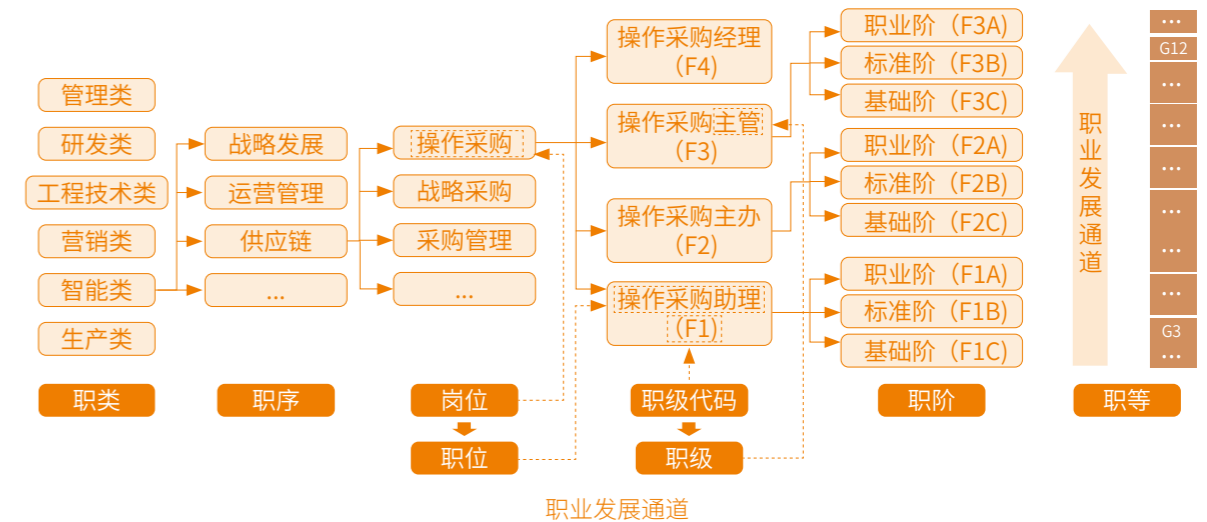 管理类
研发类
工程技术类
营销类
智能类
生产类
职类
战略发展
运营管理
供应链
...
职序
操作采购
战略采购
采购管理
...
岗位
职位
操作采购经理
（F4)
操作采购主管
（F3)
操作采购主办
（F2)
操作采购助理
（F1)
职级代码
职级
职业阶（F3A)
标准阶（F3B)
基础阶（F3C)
职业阶（F2A)
标准阶（F2B)
基础阶（F2C)
职业阶（F1A)
标准阶（F1B)
基础阶（F1C)
职阶
职业发展通道
...
G12
...
...
...
...
...
...
G3
...
职等
职业发展通道